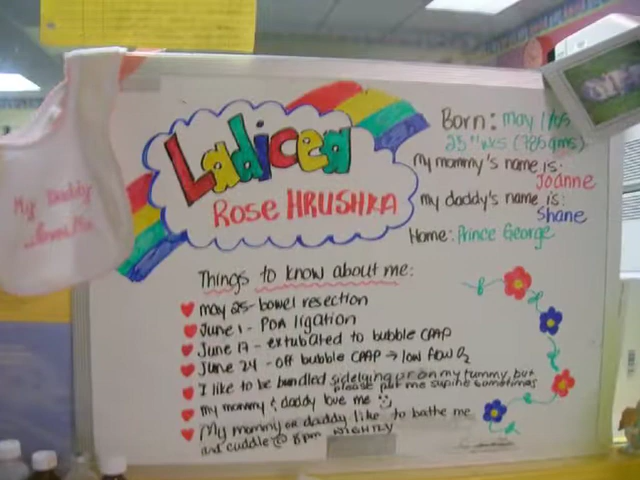 Ladicea
Rose HRUSHKA
Born: May 1/05
25 wks (785gms)
my mommy's name is:
Joanne
my daddy's name is:
Shane
Home: Prince George
My Daddy
Things to know about me:
may 25 - bowel resection
June 1 - PDA ligation
June 17 - extubated to bubble CPAP
June 24 - off bubble CPAP → low flow O2
I like to be bundled sidelying or on my tummy, but
please put me supine sometimes
my mommy & daddy love me
My mommy or daddy like to bathe me
and cuddle @ 8pm NIGHTLY